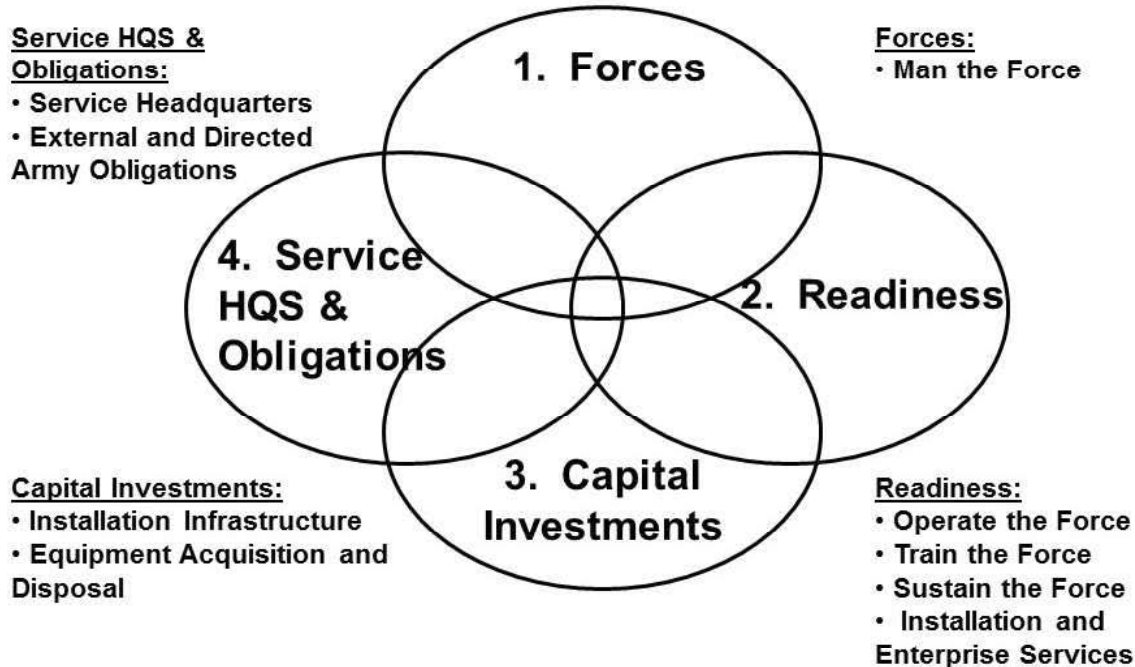 Service HQS &
Obligations:
• Service Headquarters
• External and Directed
Army Obligations
Forces:
• Man the Force
1. Forces
4. Service
HQS &
Obligations
2. Readiness
3. Capital
Investments
Capital Investments:
• Installation Infrastructure
• Equipment Acquisition and
Disposal
Readiness:
• Operate the Force
• Train the Force
• Sustain the Force
• Installation and
Enterprise Services